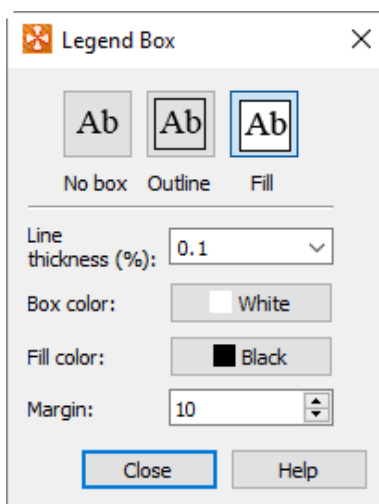 Legend Box
Ab Ab Ab
No box Outline Fill
Line
thickness (%): 0.1
Box color: White
Fill color: Black
Margin: 10
Close Help